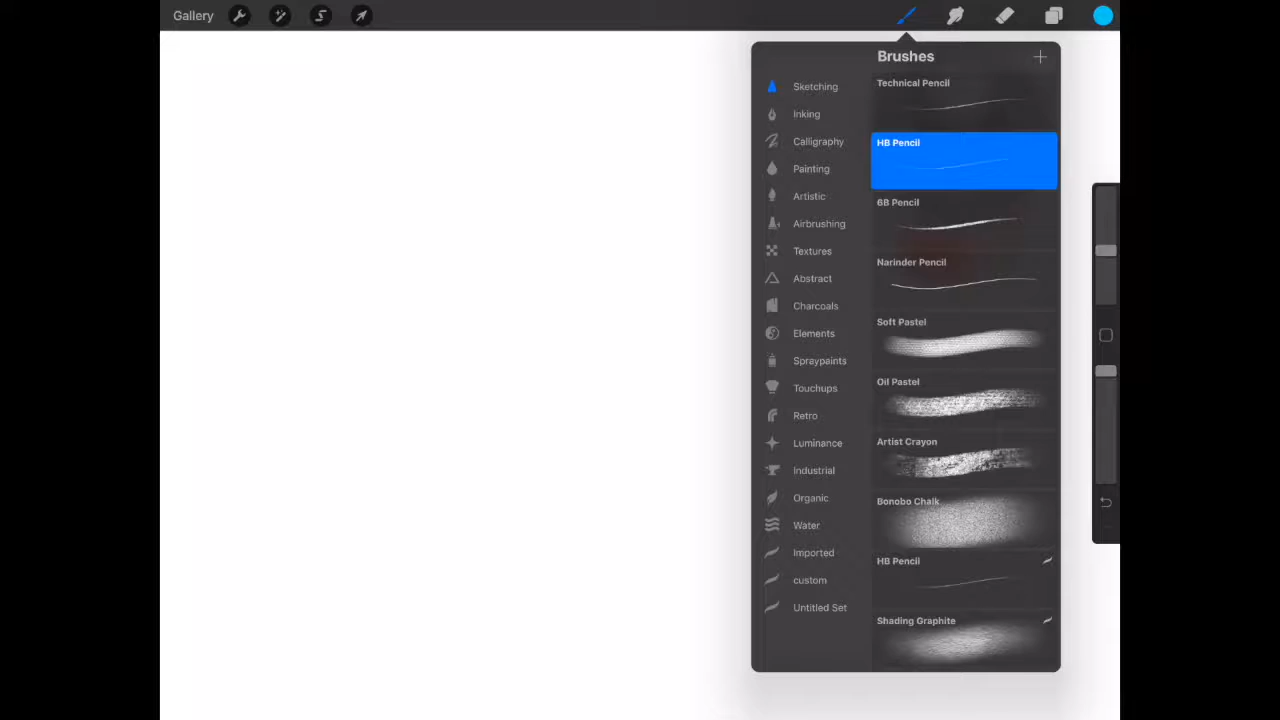 Gallery
Brushes
Sketching
Inking
Calligraphy
Painting
Artistic
Airbrushing
Textures
Abstract
Charcoals
Elements
Spraypaints
Touchups
Retro
Luminance
Industrial
Organic
Water
Imported
custom
Untitled Set
Technical Pencil
HB Pencil
6B Pencil
Narinder Pencil
Soft Pastel
Oil Pastel
Artist Crayon
Bonobo Chalk
HB Pencil
Shading Graphite